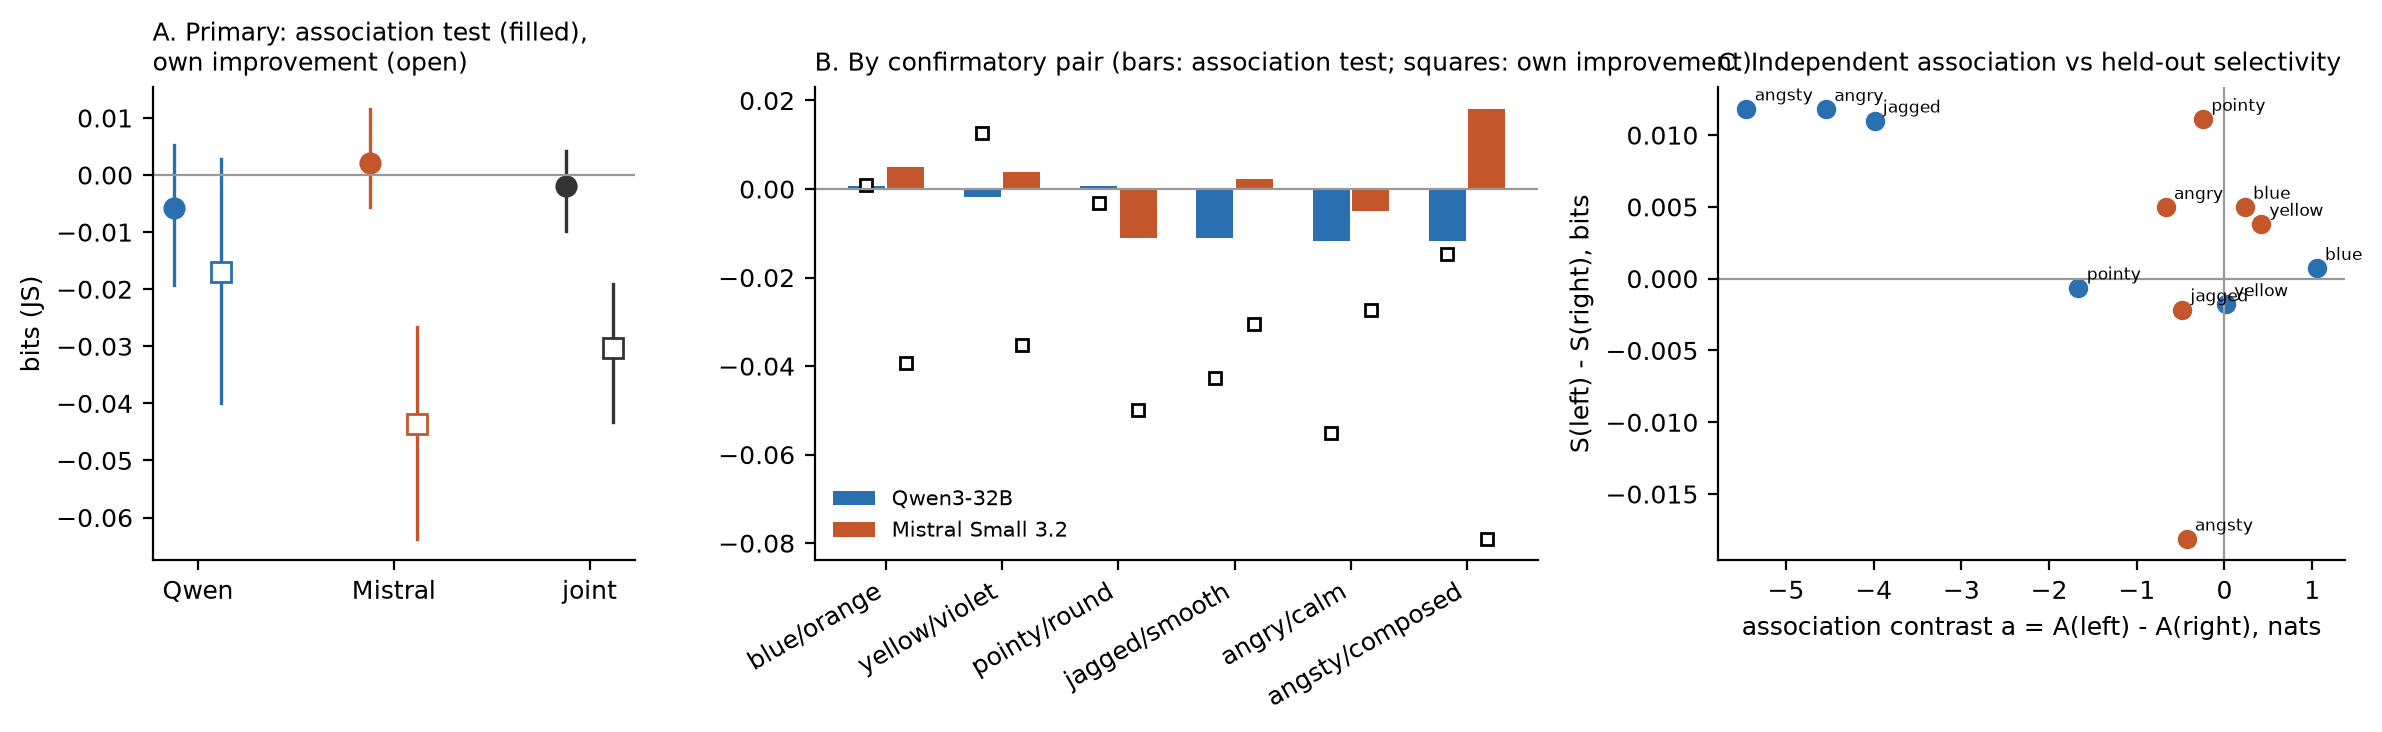 A. Primary: association test (filled),
own improvement (open)
bits (JS)
0.01
0.00
−0.01
−0.02
−0.03
−0.04
−0.05
−0.06
Qwen
Mistral
joint
B. By confirmatory pair (bars: association test; squares: own improvement)
0.02
0.00
−0.02
−0.04
−0.06
−0.08
Qwen3-32B
Mistral Small 3.2
blue/orange
yellow/violet
pointy/round
jagged/smooth
angry/calm
angsty/composed
C. Independent association vs held-out selectivity
S(left) - S(right), bits
0.010
0.005
0.000
−0.005
−0.010
−0.015
angsty
angry
jagged
pointy
angry
blue
yellow
blue
pointy
jagged
yellow
angsty
−5
−4
−3
−2
−1
0
1
association contrast a = A(left) - A(right), nats